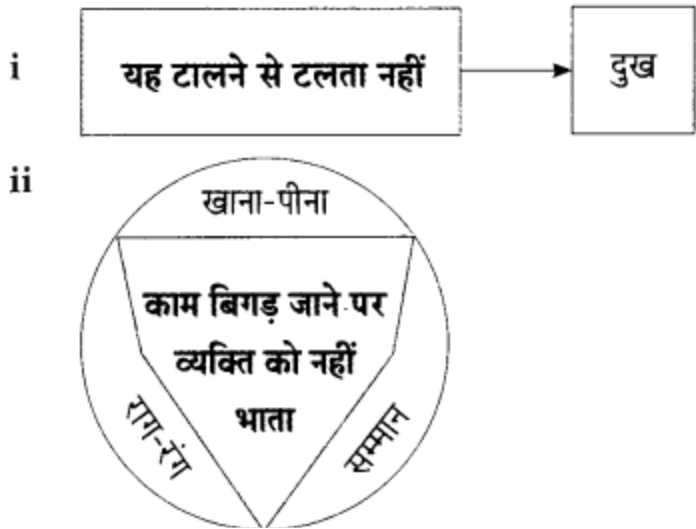 i
यह टालने से टलता नहीं
दुख
ii
खाना-पीना
काम बिगड़ जाने पर
व्यक्ति को नहीं
भाता
राग-रंग
सम्मान